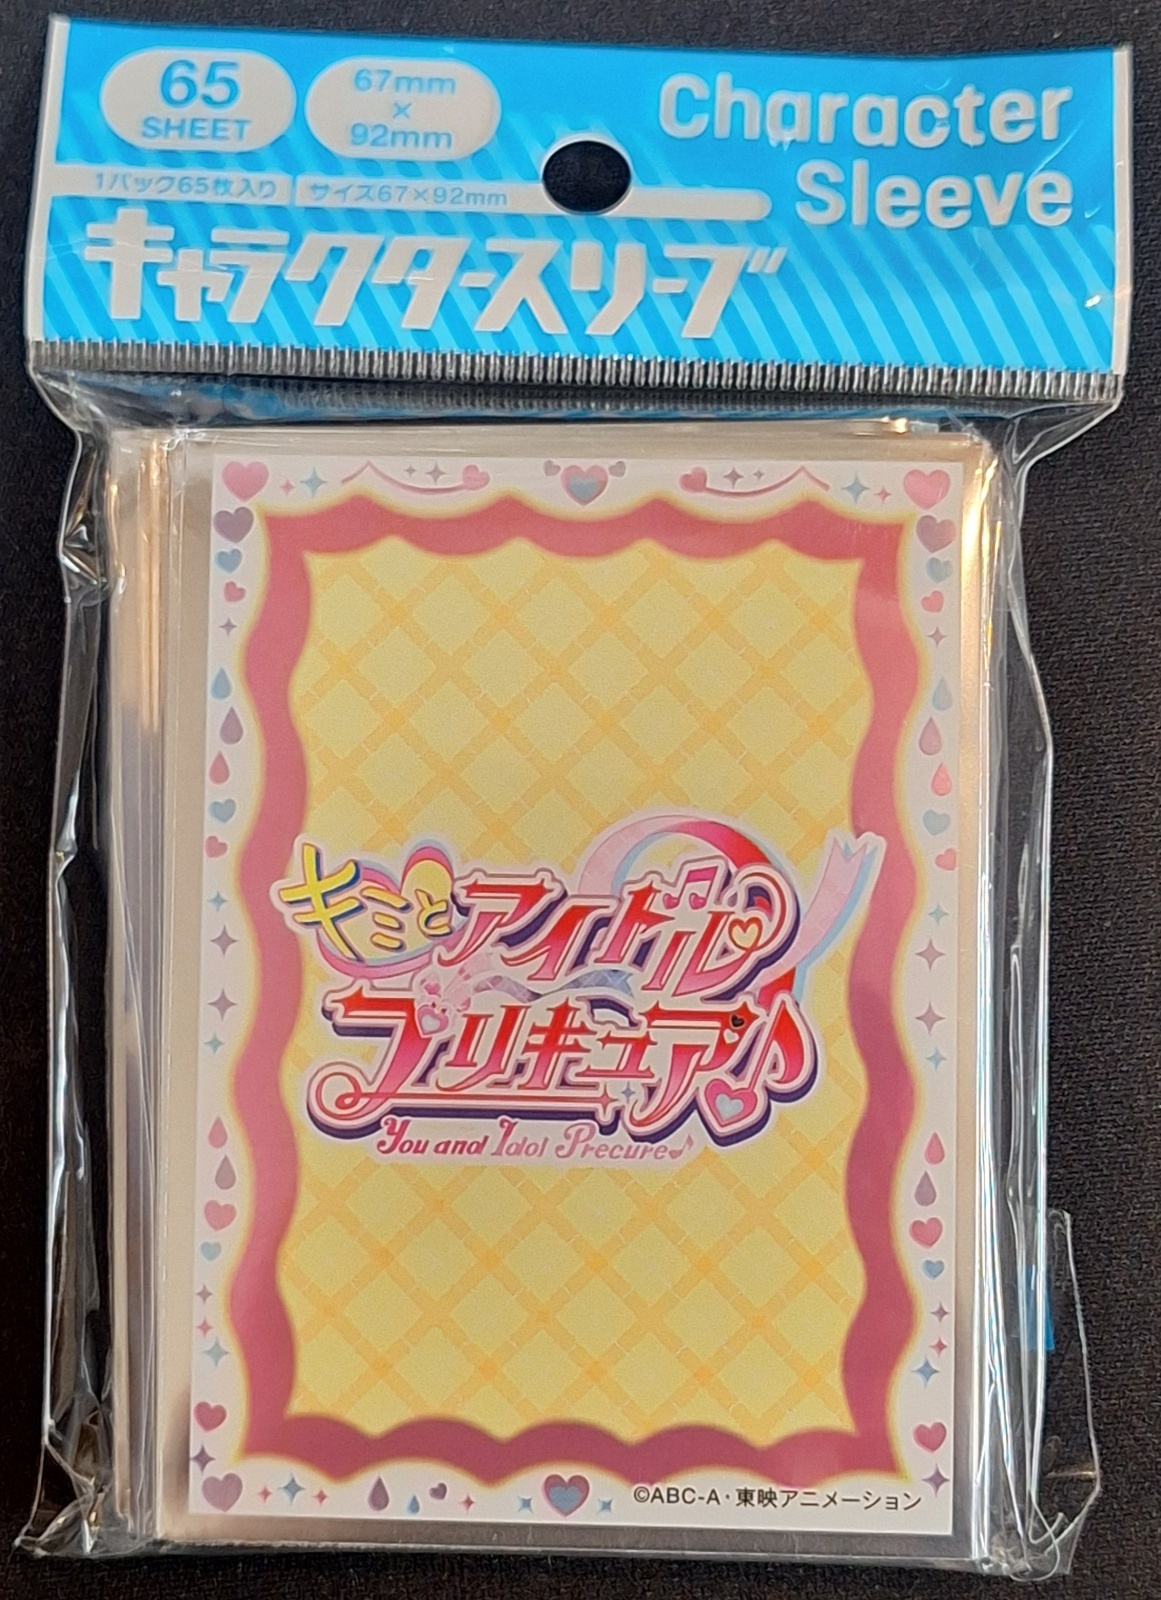 65
SHEET
67mm
×
92mm
Character
Sleeve
1パック65枚入り
サイズ67×92mm
キャラクタースリーブ
キミとアイドル
プリキュア♪
You and Idol Precure♪
©ABC-A・東映アニメーション